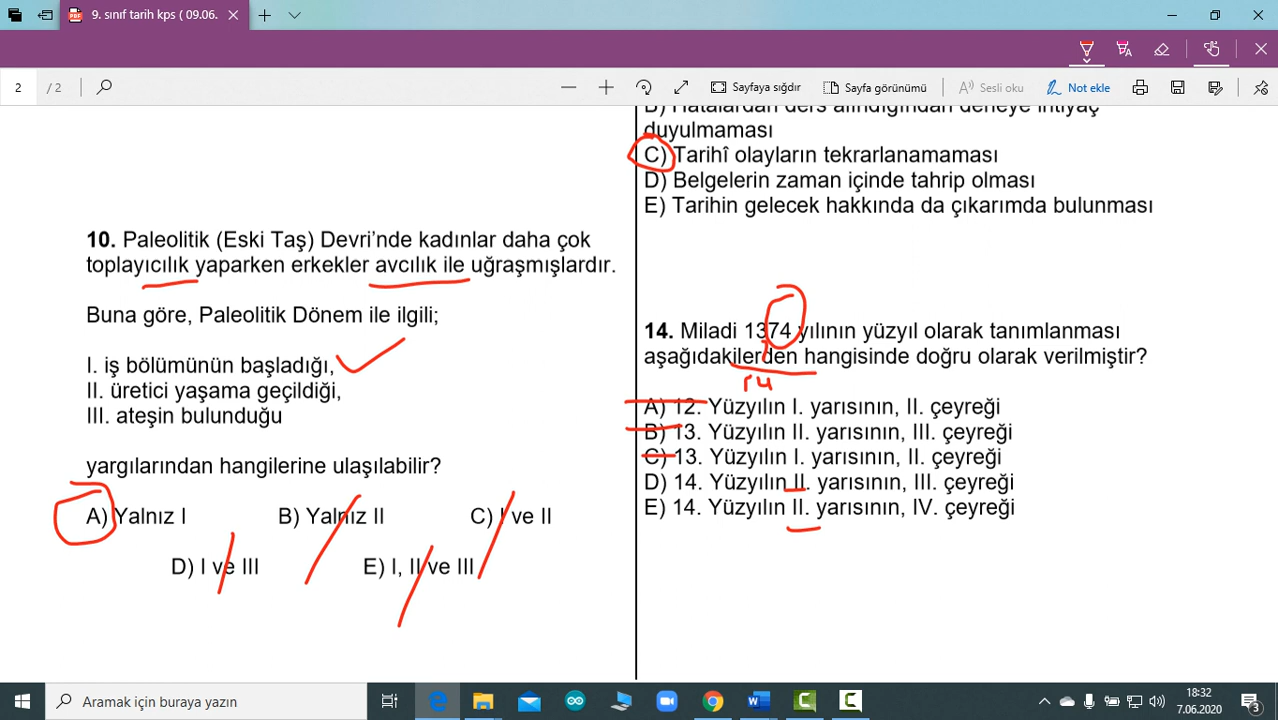 9. sınıf tarih kps (09.06.
2 / 2
Sayfaya sığdır
Sayfa görünümü
Sesli oku
Not ekle
10. Paleolitik (Eski Taş) Devri’nde kadınlar daha çok
toplayıcılık yaparken erkekler avcılık ile uğraşmışlardır.
Buna göre, Paleolitik Dönem ile ilgili;
I. iş bölümünün başladığı,
II. üretici yaşama geçildiği,
III. ateşin bulunduğu
yargılarından hangilerine ulaşılabilir?
A) Yalnız I B) Yalnız II C) I ve II
D) I ve III E) I, II ve III
B) Hatalardan ders alındığından deneye ihtiyaç
duyulmaması
C) Tarihî olayların tekrarlanamaması
D) Belgelerin zaman içinde tahrip olması
E) Tarihin gelecek hakkında da çıkarımda bulunması
14. Miladi 1374 yılının yüzyıl olarak tanımlanması
aşağıdakilerden hangisinde doğru olarak verilmiştir?
14
A) 12. Yüzyılın I. yarısının, II. çeyreği
B) 13. Yüzyılın II. yarısının, III. çeyreği
C) 13. Yüzyılın I. yarısının, II. çeyreği
D) 14. Yüzyılın II. yarısının, III. çeyreği
E) 14. Yüzyılın II. yarısının, IV. çeyreği
Aramak için buraya yazın
18:32
7.06.2020
3